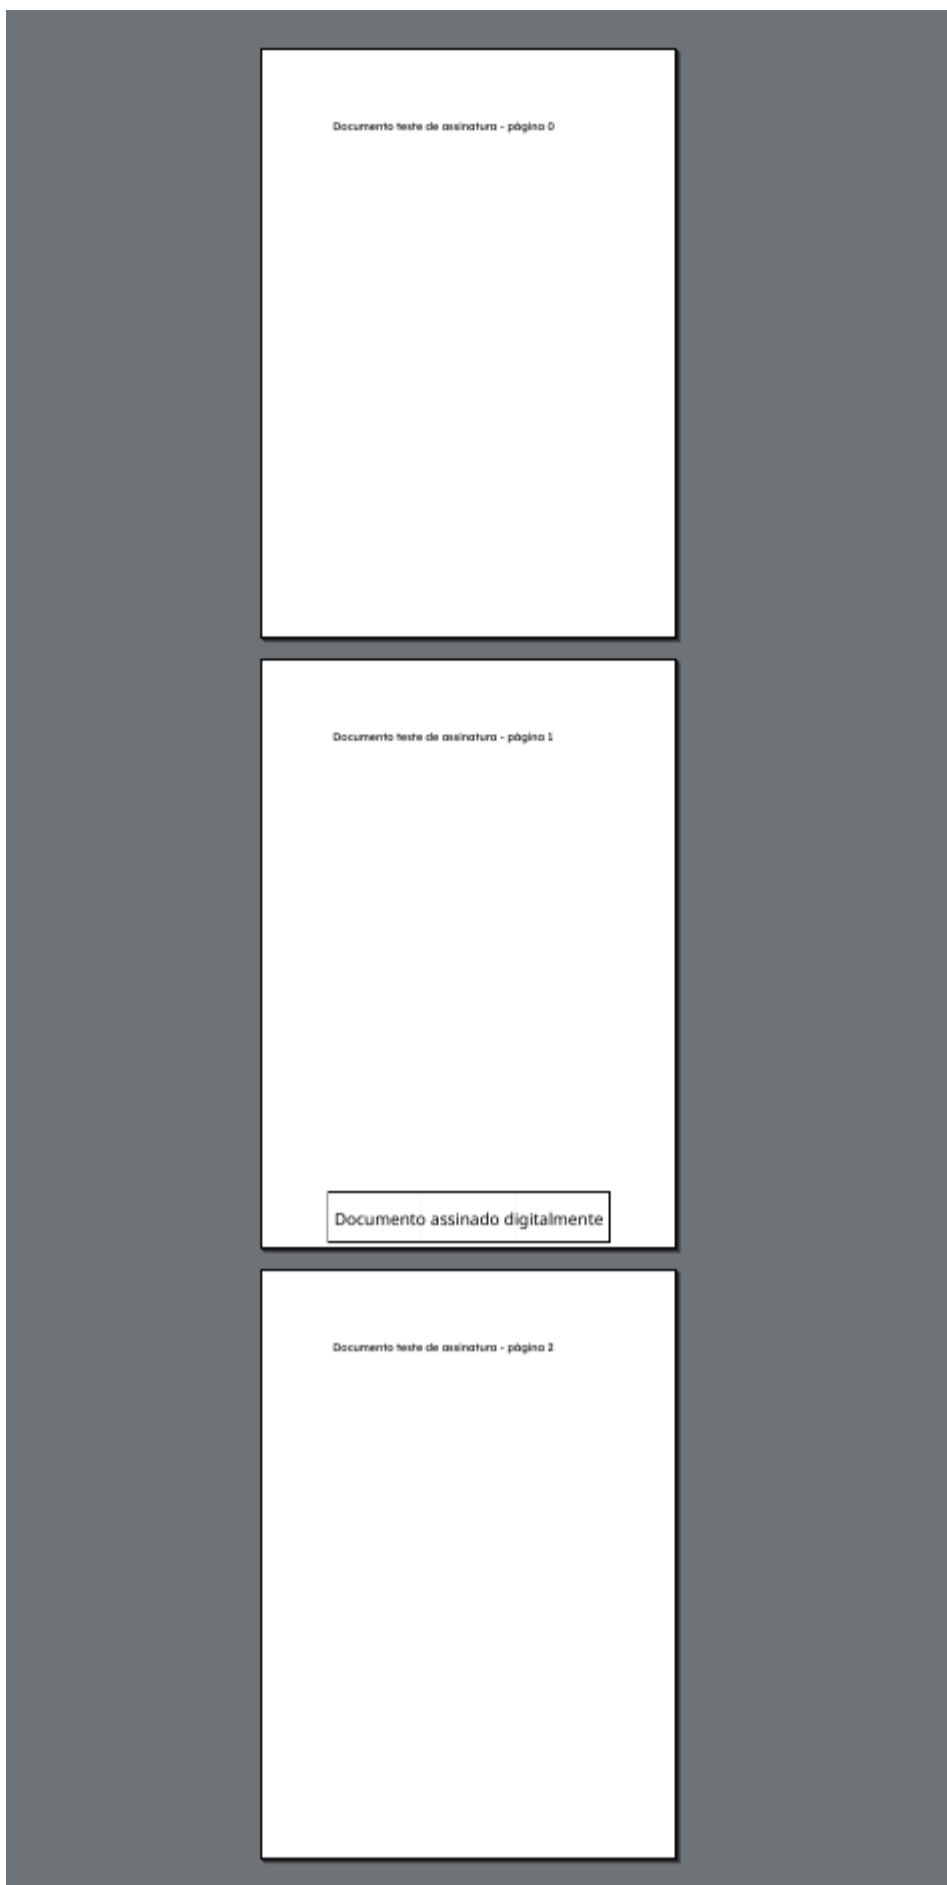 Documento teste de assinatura - página 0
Documento teste de assinatura - página 1
Documento assinado digitalmente
Documento teste de assinatura - página 2